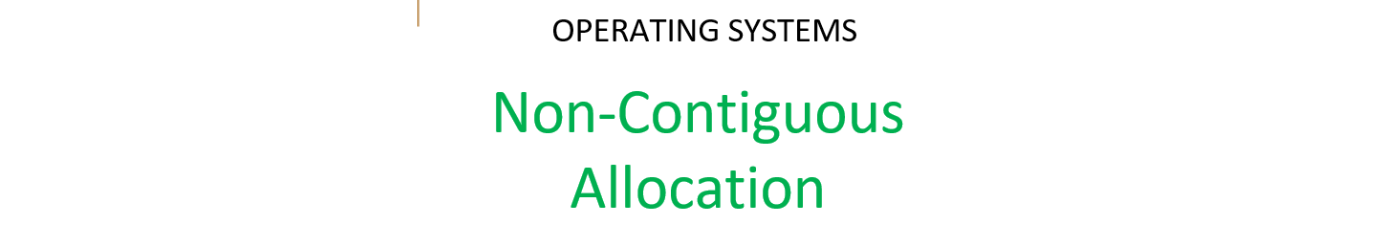 OPERATING SYSTEMS
Non-Contiguous
Allocation